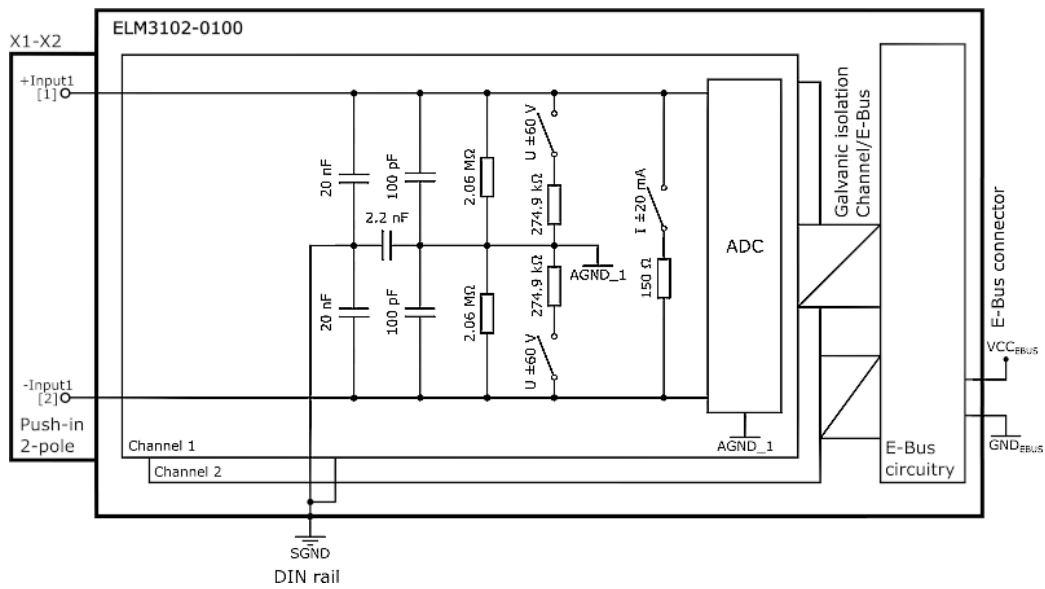 ELM3102-0100
X1-X2
+Input1
[1]
20 nF
100 pF
2.06 MΩ
U ±60 V
274.9 kΩ
I ±20 mA
150 Ω
2.2 nF
AGND_1
ADC
20 nF
100 pF
2.06 MΩ
274.9 kΩ
U ±60 V
-Input1
[2]
Push-in
2-pole
AGND_1
Channel 1
Channel 2
Galvanic isolation
Channel/E-Bus
E-Bus connector
VCCEBUS
GNDEBUS
E-Bus
circuitry
SGND
DIN rail